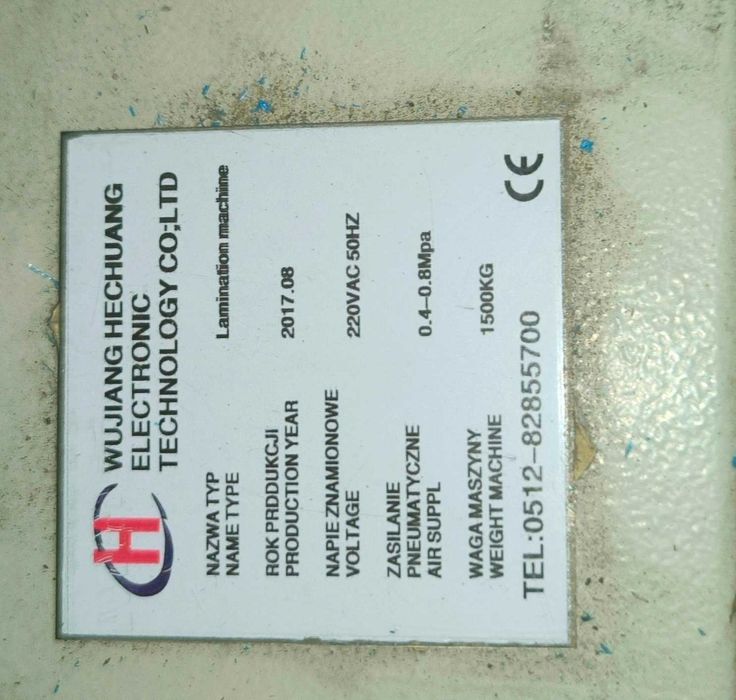 H
WUJIANG HECHUANG
ELECTRONIC
TECHNOLOGY CO;LTD
NAZWA TYP
NAME TYPE Lamination machine
ROK PRDDUKCJI
PRODUCTION YEAR 2017.08
NAPIE ZNAMIONOWE
VOLTAGE 220VAC 50HZ
ZASILANIE
PNEUMATYCZNE
AIR SUPPL 0.4-0.8Mpa
WAGA MASZYNY
WEIGHT MACHINE 1500KG
TEL:0512-82855700 CE